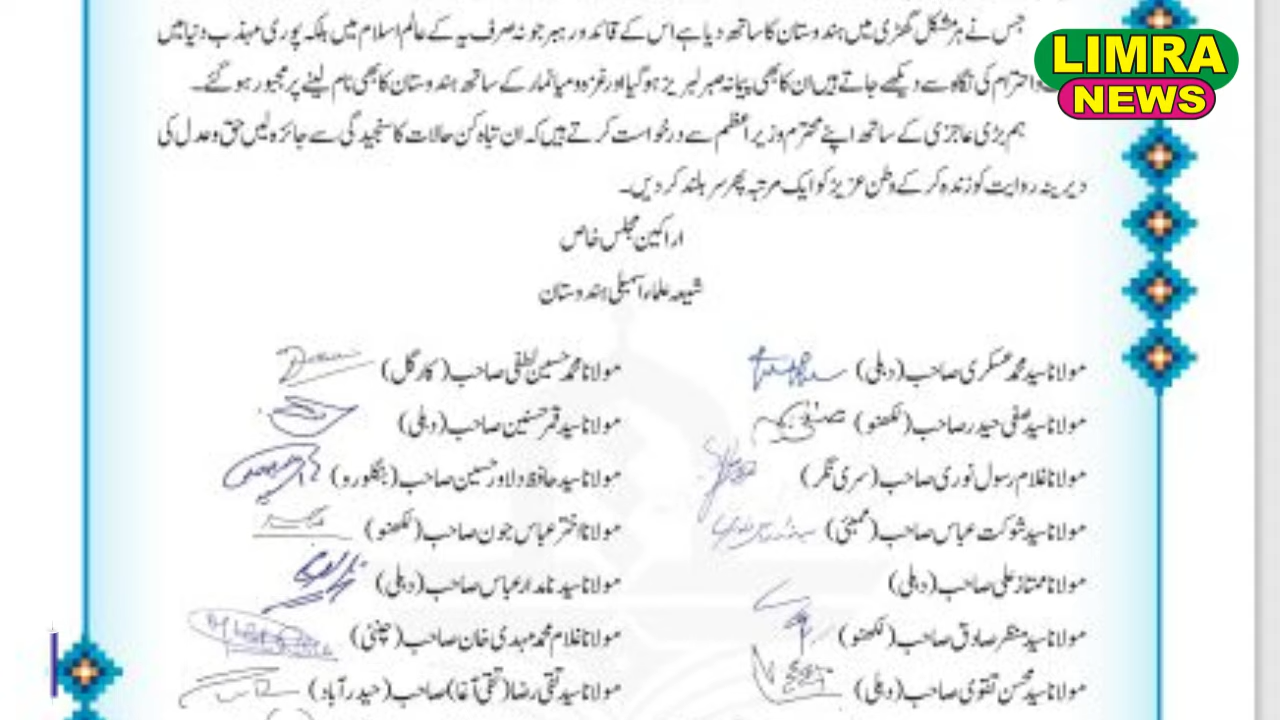 جس نے ہر مشکل گھڑی میں ہندوستان کا ساتھ دیا ہے اس کے قائد ور ہبر جو نہ صرف یہ کے عالم اسلام میں بلکہ پوری مہذب دنیا میں
واحترام کی نگاہ سے دیکھے جاتے ہیں ان کا بھی پیمانہ صبر لبریز ہو گیا اور غزہ و میانمار کے ساتھ ہندوستان کا بھی نام لینے پر مجبور ہو گئے۔
ہم بڑی عاجزی کے ساتھ اپنے محترم وزیر اعظم سے درخواست کرتے ہیں کہ ان تباہ کن حالات کا سنجیدگی سے جائزہ لیں حق و عدل کی
دیرینہ روایت کو زندہ کر کے وطن عزیز کو ایک مرتبہ پھر سر بلند کر دیں۔
اراکین مجلس خاص
شیعہ علماء اسمبلی ہندوستان
مولانا سید محمد عسکری صاحب (دہلی)
مولانا محمد حسین لطفی صاحب (کارگل)
مولانا سید صفی حیدر صاحب (لکھنو)
مولانا سید قمر حسنین صاحب (دہلی)
مولانا غلام رسول نوری صاحب (سری نگر)
مولانا سید حافظ دلاور حسین صاحب (بنگلورو)
مولانا سید شوکت عباس صاحب (ممبئی)
مولانا اختر عباس جون صاحب (لکھنو)
مولانا ممتاز علی صاحب (دہلی)
مولانا سید نامدار عباس صاحب (دہلی)
مولانا سید منظر صادق صاحب (لکھنو)
مولانا غلام محمد مہدی خان صاحب (چنئی)
مولانا سید محسن تقوی صاحب (دہلی)
مولانا سید تقی رضا (تقی آغا) صاحب (حیدرآباد)
LIMRA
NEWS